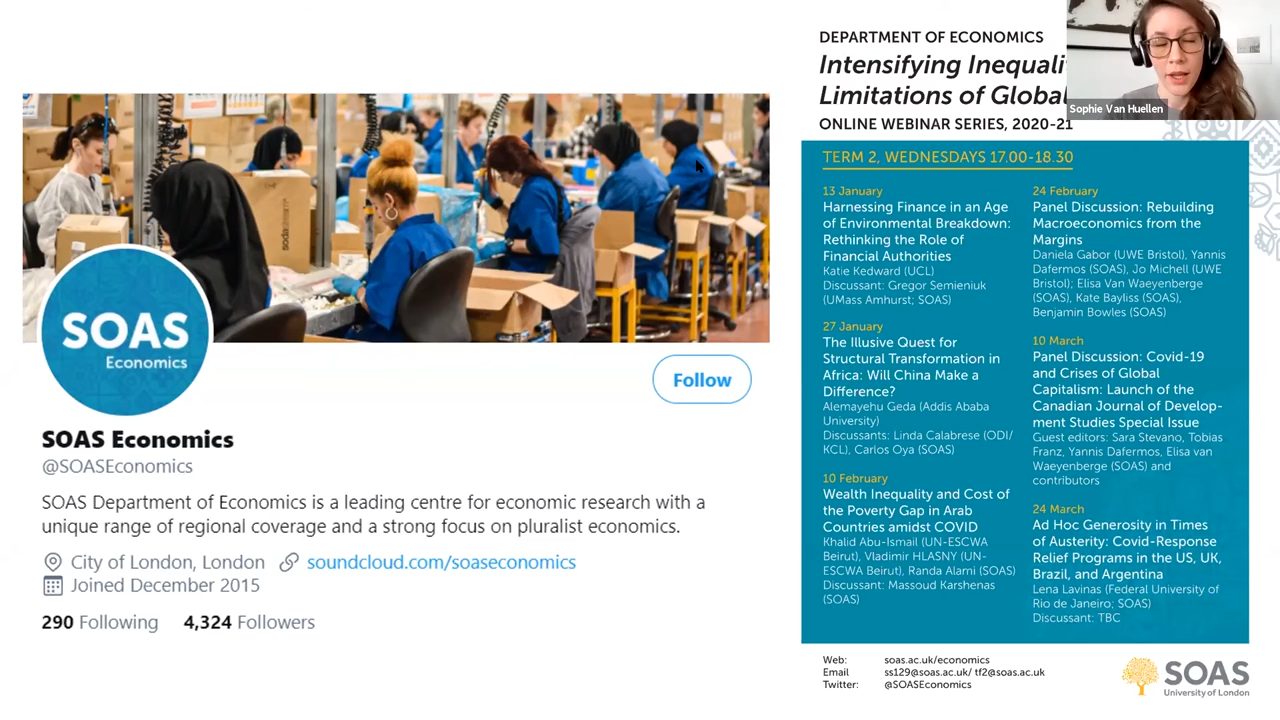 SOAS
Economics
Follow
SOAS Economics
@SOASEconomics
SOAS Department of Economics is a leading centre for economic research with a
unique range of regional coverage and a strong focus on pluralist economics.
City of London, London soundcloud.com/soaseconomics
Joined December 2015
290 Following 4,324 Followers
DEPARTMENT OF ECONOMICS
Intensifying Inequali
Limitations of Global
ONLINE WEBINAR SERIES, 2020-21
Sophie Van Huellen
TERM 2, WEDNESDAYS 17.00-18.30
13 January
Harnessing Finance in an Age
of Environmental Breakdown:
Rethinking the Role of
Financial Authorities
Katie Kedward (UCL)
Discussant: Gregor Semieniuk
(UMass Amhurst; SOAS)
27 January
The Illusive Quest for
Structural Transformation in
Africa: Will China Make a
Difference?
Alemayehu Geda (Addis Ababa
University)
Discussants: Linda Calabrese (ODI/
KCL), Carlos Oya (SOAS)
10 February
Wealth Inequality and Cost of
the Poverty Gap in Arab
Countries amidst COVID
Khalid Abu-Ismail (UN-ESCWA
Beirut), Vladimir HLASNY (UN-
ESCWA Beirut), Randa Alami (SOAS)
Discussant: Massoud Karshenas
(SOAS)
24 February
Panel Discussion: Rebuilding
Macroeconomics from the
Margins
Daniela Gabor (UWE Bristol), Yannis
Dafermos (SOAS), Jo Michell (UWE
Bristol); Elisa Van Waeyenberge
(SOAS), Kate Bayliss (SOAS),
Benjamin Bowles (SOAS)
10 March
Panel Discussion: Covid-19
and Crises of Global
Capitalism: Launch of the
Canadian Journal of Develop-
ment Studies Special Issue
Guest editors: Sara Stevano, Tobias
Franz, Yannis Dafermos, Elisa van
Waeyenberge (SOAS) and
contributors
24 March
Ad Hoc Generosity in Times
of Austerity: Covid-Response
Relief Programs in the US, UK,
Brazil, and Argentina
Lena Lavinas (Federal University of
Rio de Janeiro; SOAS)
Discussant: TBC
Web: soas.ac.uk/economics
Email ss129@soas.ac.uk/ tf2@soas.ac.uk
Twitter: @SOASEconomics
SOAS
University of London